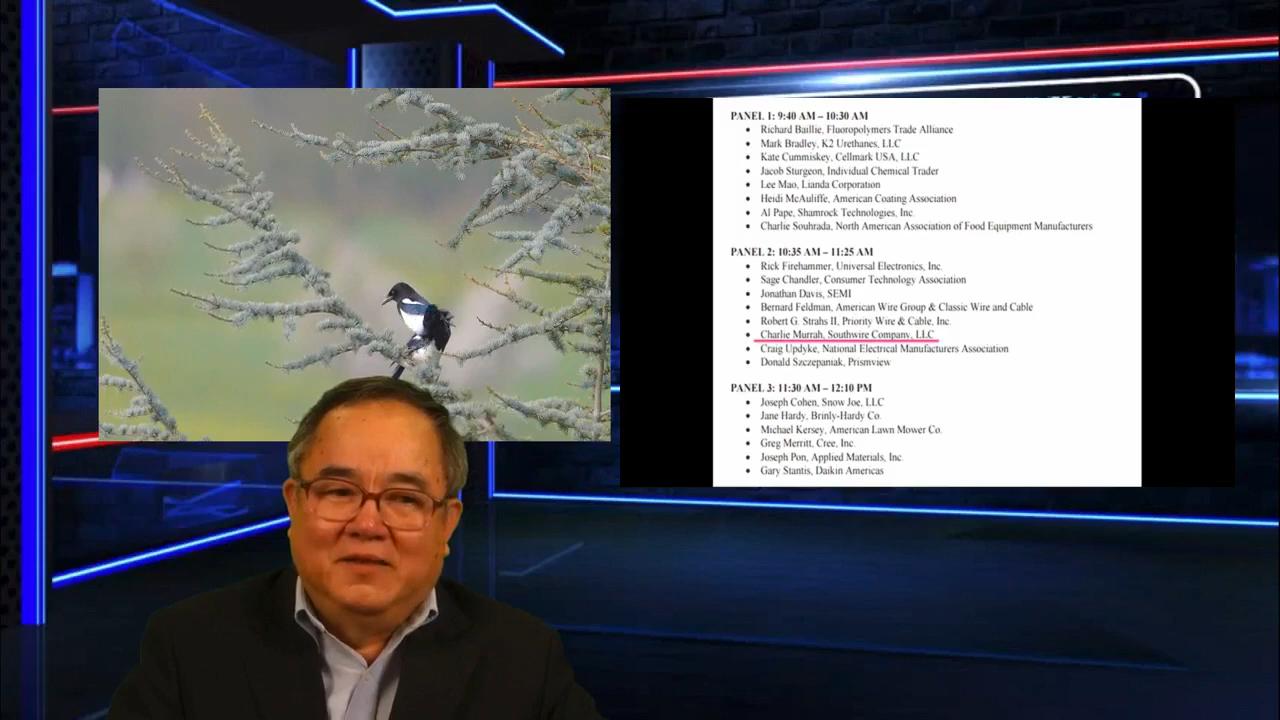 PANEL 1: 9:40 AM – 10:30 AM
• Richard Baillie, Fluoropolymers Trade Alliance
• Mark Bradley, K2 Urethanes, LLC
• Kate Cummiskey, Cellmark USA, LLC
• Jacob Sturgeon, Individual Chemical Trader
• Lee Mao, Lianda Corporation
• Heidi McAuliffe, American Coating Association
• Al Pape, Shamrock Technologies, Inc.
• Charlie Souhrada, North American Association of Food Equipment Manufacturers
PANEL 2: 10:35 AM – 11:25 AM
• Rick Firehammer, Universal Electronics, Inc.
• Sage Chandler, Consumer Technology Association
• Jonathan Davis, SEMI
• Bernard Feldman, American Wire Group & Classic Wire and Cable
• Robert G. Strahs II, Priority Wire & Cable, Inc.
• Charlie Murrah, Southwire Company, LLC
• Craig Updyke, National Electrical Manufacturers Association
• Donald Szczepaniak, Prismview
PANEL 3: 11:30 AM – 12:10 PM
• Joseph Cohen, Snow Joe, LLC
• Jane Hardy, Brinly-Hardy Co.
• Michael Kersey, American Lawn Mower Co.
• Greg Merritt, Cree, Inc.
• Joseph Pon, Applied Materials, Inc.
• Gary Stantis, Daikin Americas